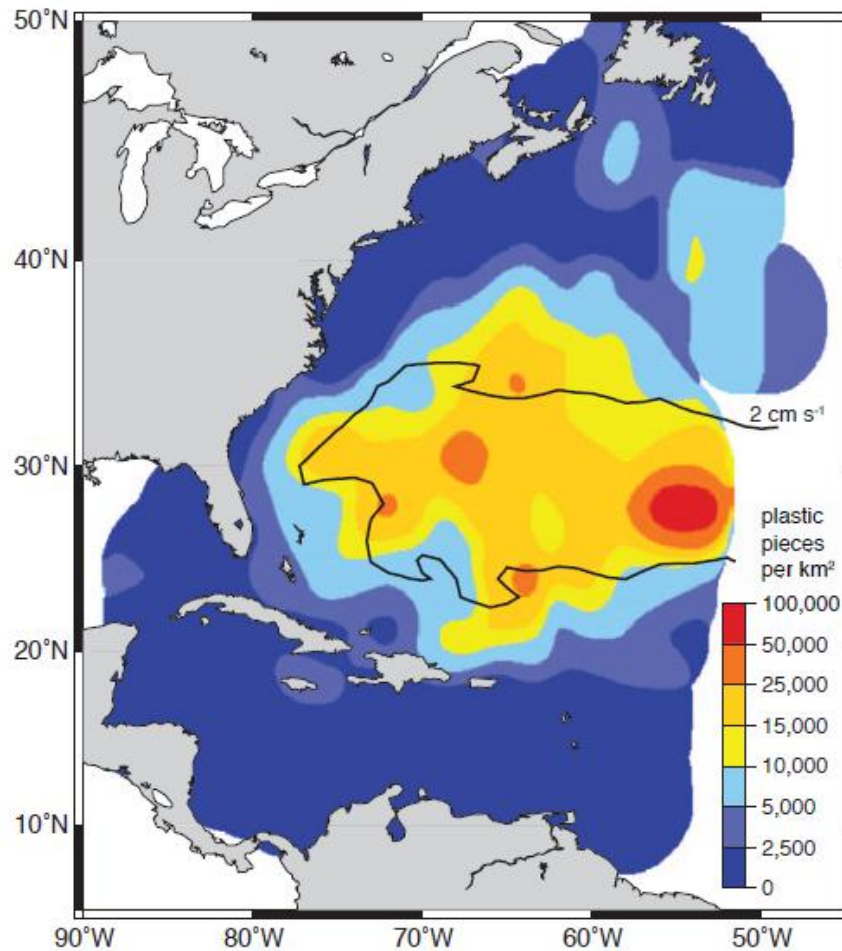 50˚N
40˚N
2 cm s⁻¹
30˚N
plastic
pieces
per km²
100,000
50,000
25,000
20˚N
15,000
10,000
5,000
10˚N
2,500
0
90˚W 80˚W 70˚W 60˚W 50˚W